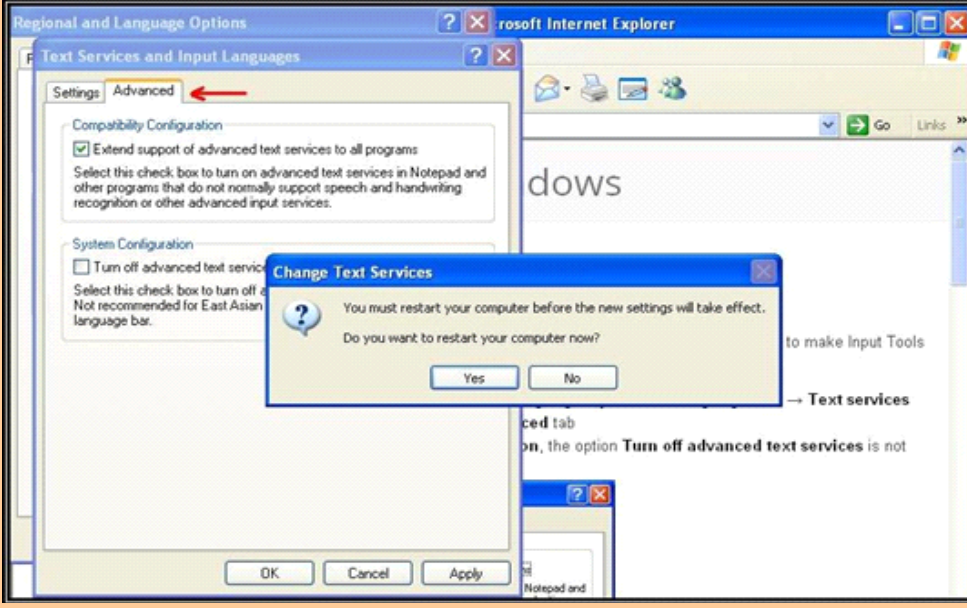 Regional and Language Options
rosoft Internet Explorer
Text Services and Input Languages
Settings Advanced
Go Links »
Compatibility Configuration
Extend support of advanced text services to all programs
Select this check box to turn on advanced text services in Notepad and
other programs that do not normally support speech and handwriting
recognition or other advanced input services.
dows
System Configuration
Turn off advanced text service
Select this check box to turn off a
Not recommended for East Asian
language bar.
Change Text Services
You must restart your computer before the new settings will take effect.
Do you want to restart your computer now?
Yes No
to make Input Tools
→ Text services
ced tab
on, the option Turn off advanced text services is not
Notepad and
OK Cancel Apply